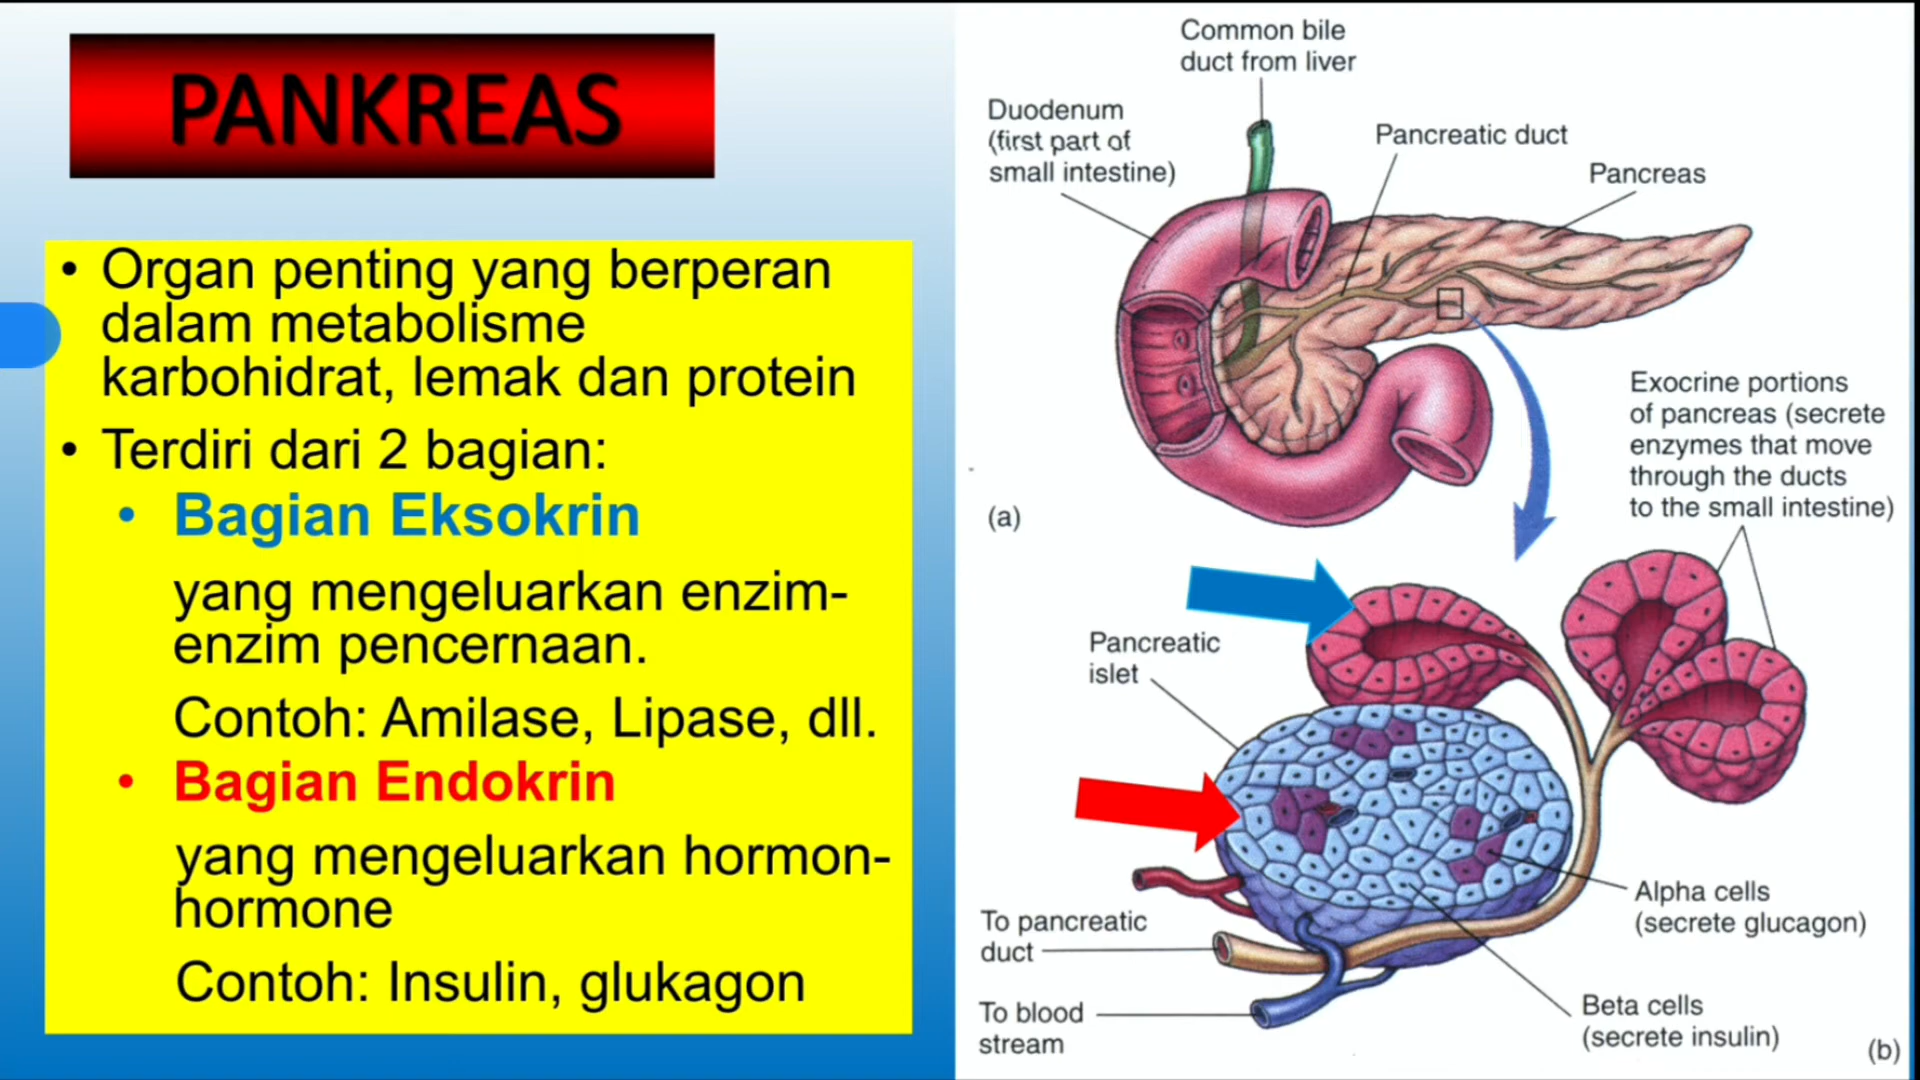 PANKREAS
• Organ penting yang berperan
dalam metabolisme
karbohidrat, lemak dan protein
• Terdiri dari 2 bagian:
• Bagian Eksokrin
yang mengeluarkan enzim-
enzim pencernaan.
Contoh: Amilase, Lipase, dll.
• Bagian Endokrin
yang mengeluarkan hormon-
hormone
Contoh: Insulin, glukagon
Common bile
duct from liver
Duodenum
(first part of
small intestine)
Pancreatic duct
Pancreas
(a)
Exocrine portions
of pancreas (secrete
enzymes that move
through the ducts
to the small intestine)
Pancreatic
islet
To pancreatic
duct
To blood
stream
Alpha cells
(secrete glucagon)
Beta cells
(secrete insulin)
(b)